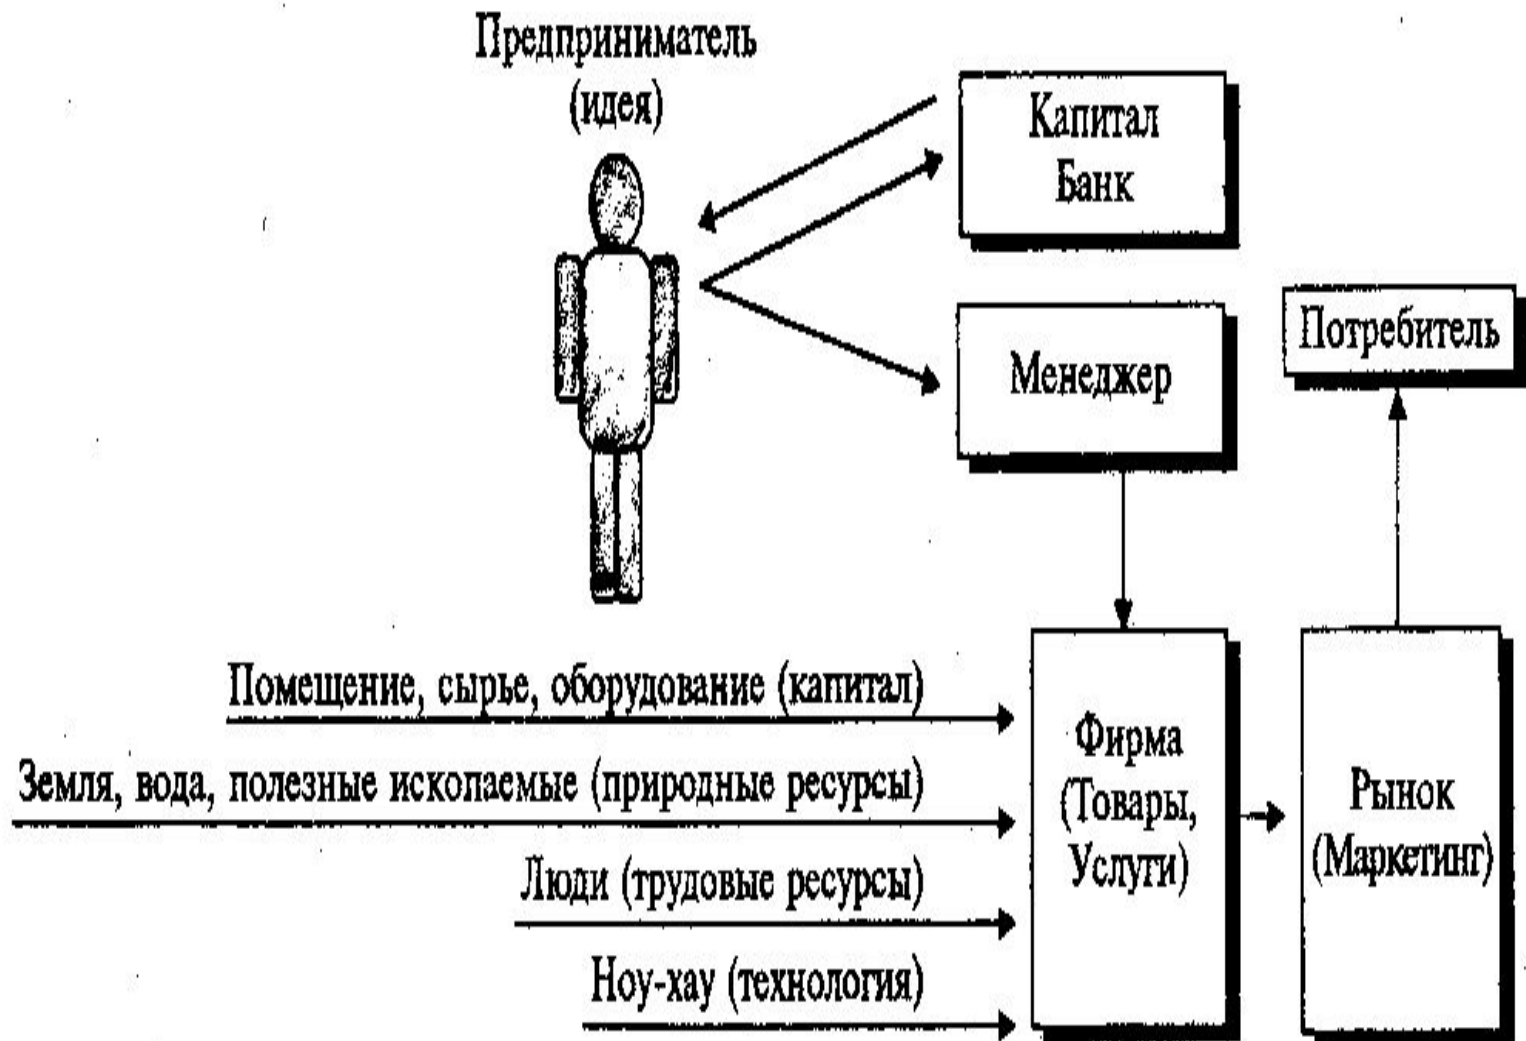 Предприниматель
(идея)
Капитал
Банк
Менеджер
Потребитель
Помещение, сырье, оборудование (капитал)
Земля, вода, полезные ископаемые (природные ресурсы)
Люди (трудовые ресурсы)
Ноу-хау (технология)
Фирма
(Товары,
Услуги)
Рынок
(Маркетинг)